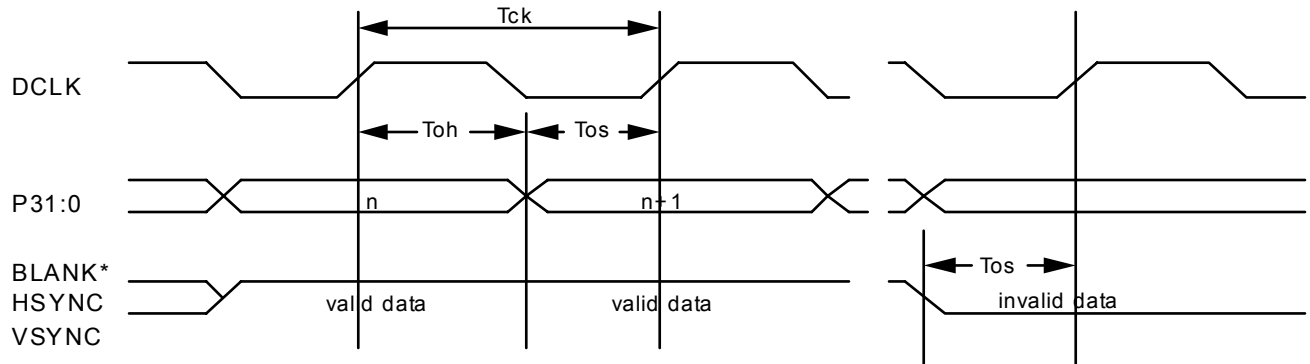 Tck
DCLK
Toh Tos
P31:0 n n+1
BLANK* Tos
HSYNC valid data valid data invalid data
VSYNC